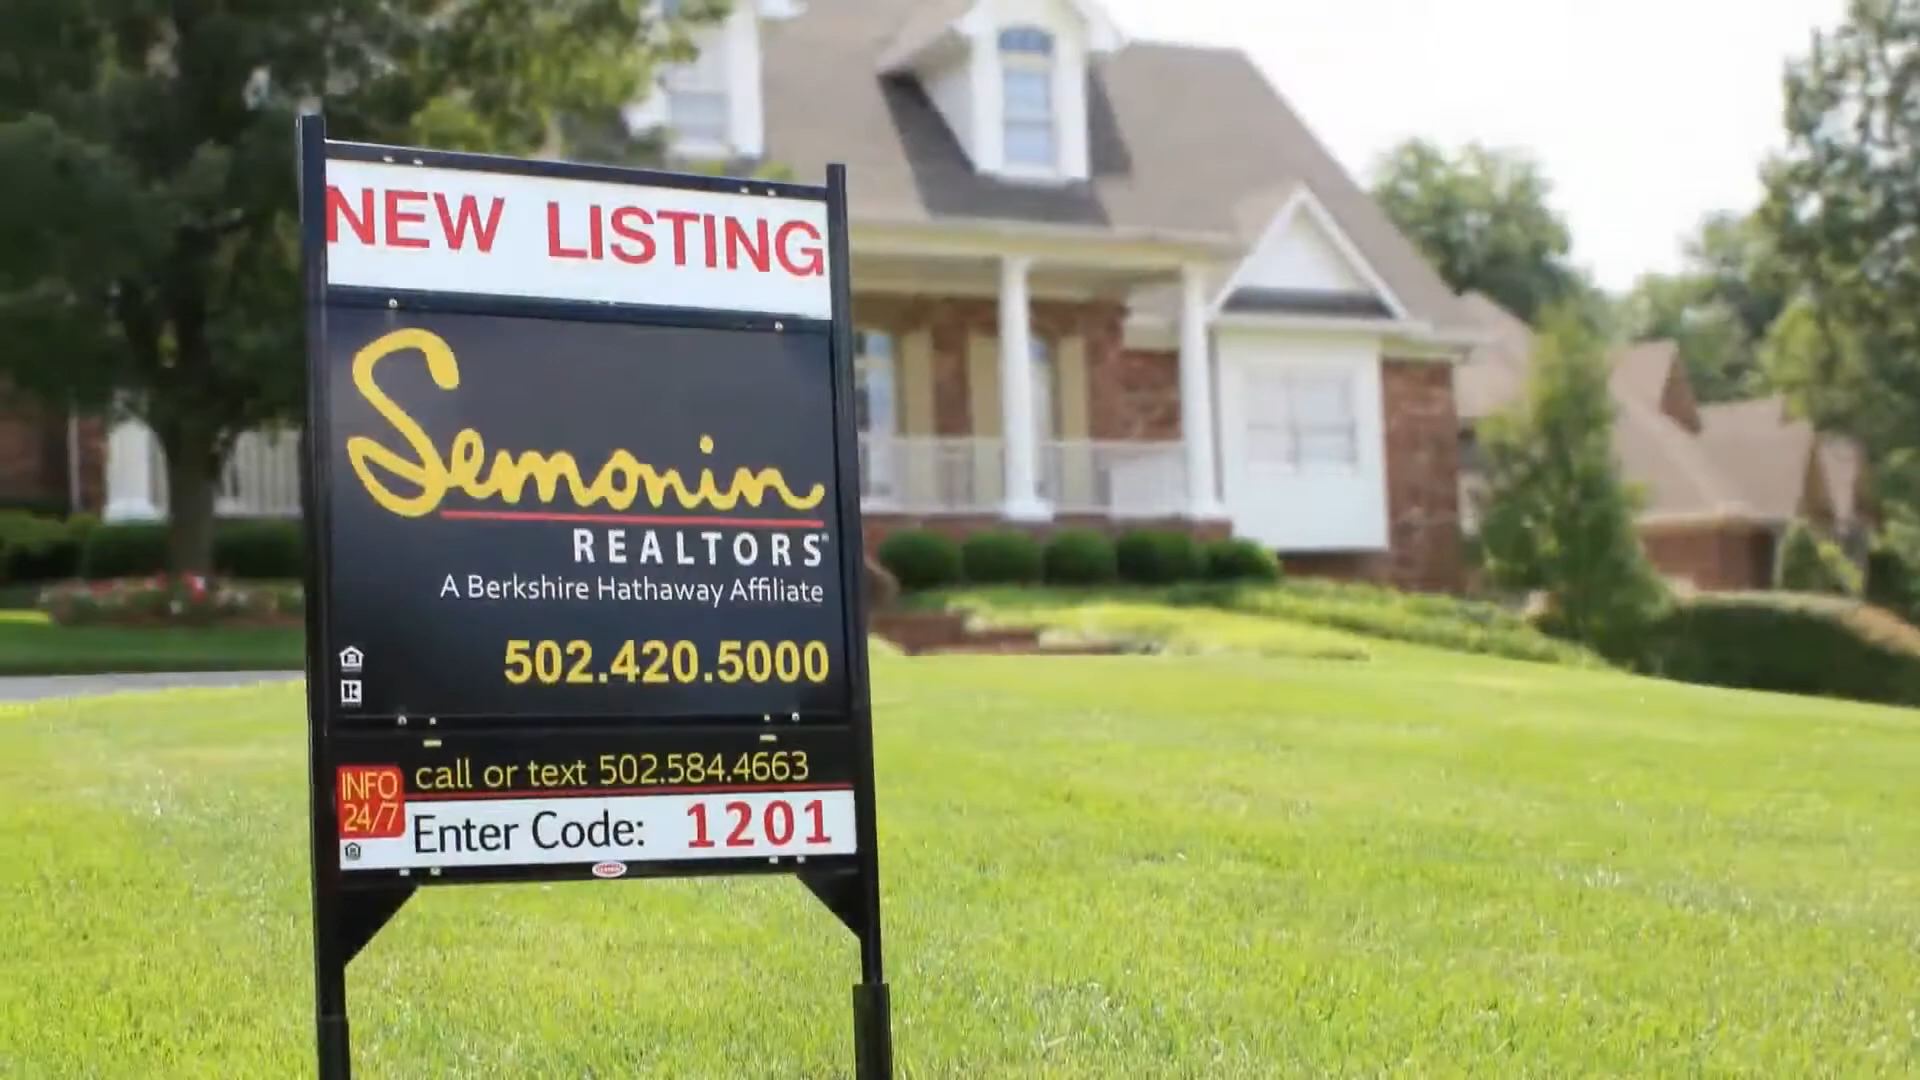 NEW LISTING
Semonin
REALTORS®
A Berkshire Hathaway Affiliate
502.420.5000
call or text 502.584.4663
INFO
24/7
Enter Code: 1201